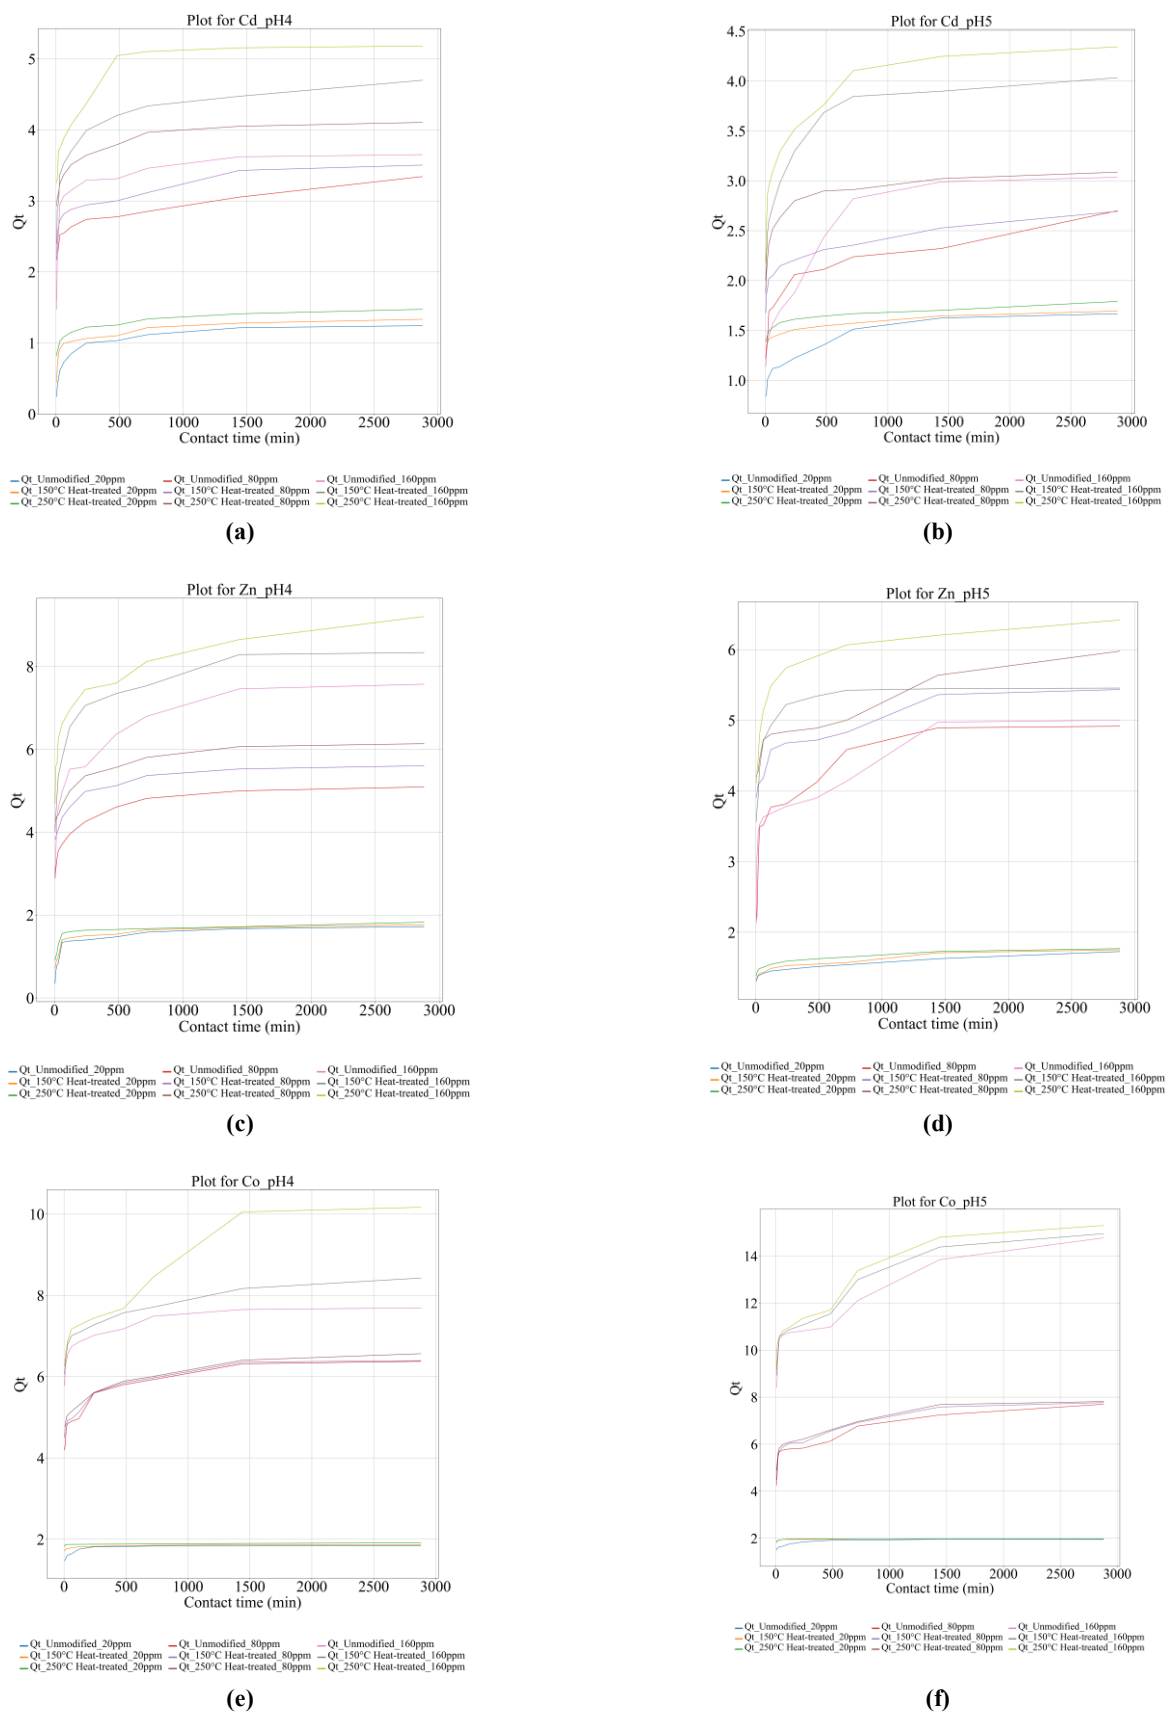 Plot for Cd_pH4
5
4
3
2
1
0
Qt
0 500 1000 1500 2000 2500 3000
Contact time (min)
Qt_Unmodified_20ppm Qt_Unmodified_80ppm Qt_Unmodified_160ppm
Qt_150°C Heat-treated_20ppm Qt_150°C Heat-treated_80ppm Qt_150°C Heat-treated_160ppm
Qt_250°C Heat-treated_20ppm Qt_250°C Heat-treated_80ppm Qt_250°C Heat-treated_160ppm
(a)
Plot for Cd_pH5
4.5
4.0
3.5
3.0
2.5
2.0
1.5
1.0
Qt
0 500 1000 1500 2000 2500 3000
Contact time (min)
Qt_Unmodified_20ppm Qt_Unmodified_80ppm Qt_Unmodified_160ppm
Qt_150°C Heat-treated_20ppm Qt_150°C Heat-treated_80ppm Qt_150°C Heat-treated_160ppm
Qt_250°C Heat-treated_20ppm Qt_250°C Heat-treated_80ppm Qt_250°C Heat-treated_160ppm
(b)
Plot for Zn_pH4
8
6
4
2
0
Qt
0 500 1000 1500 2000 2500 3000
Contact time (min)
Qt_Unmodified_20ppm Qt_Unmodified_80ppm Qt_Unmodified_160ppm
Qt_150°C Heat-treated_20ppm Qt_150°C Heat-treated_80ppm Qt_150°C Heat-treated_160ppm
Qt_250°C Heat-treated_20ppm Qt_250°C Heat-treated_80ppm Qt_250°C Heat-treated_160ppm
(c)
Plot for Zn_pH5
6
5
4
3
2
Qt
0 500 1000 1500 2000 2500 3000
Contact time (min)
Qt_Unmodified_20ppm Qt_Unmodified_80ppm Qt_Unmodified_160ppm
Qt_150°C Heat-treated_20ppm Qt_150°C Heat-treated_80ppm Qt_150°C Heat-treated_160ppm
Qt_250°C Heat-treated_20ppm Qt_250°C Heat-treated_80ppm Qt_250°C Heat-treated_160ppm
(d)
Plot for Co_pH4
10
8
6
4
2
Qt
0 500 1000 1500 2000 2500 3000
Contact time (min)
Qt_Unmodified_20ppm Qt_Unmodified_80ppm Qt_Unmodified_160ppm
Qt_150°C Heat-treated_20ppm Qt_150°C Heat-treated_80ppm Qt_150°C Heat-treated_160ppm
Qt_250°C Heat-treated_20ppm Qt_250°C Heat-treated_80ppm Qt_250°C Heat-treated_160ppm
(e)
Plot for Co_pH5
14
12
10
8
6
4
2
Qt
0 500 1000 1500 2000 2500 3000
Contact time (min)
Qt_Unmodified_20ppm Qt_Unmodified_80ppm Qt_Unmodified_160ppm
Qt_150°C Heat-treated_20ppm Qt_150°C Heat-treated_80ppm Qt_150°C Heat-treated_160ppm
Qt_250°C Heat-treated_20ppm Qt_250°C Heat-treated_80ppm Qt_250°C Heat-treated_160ppm
(f)